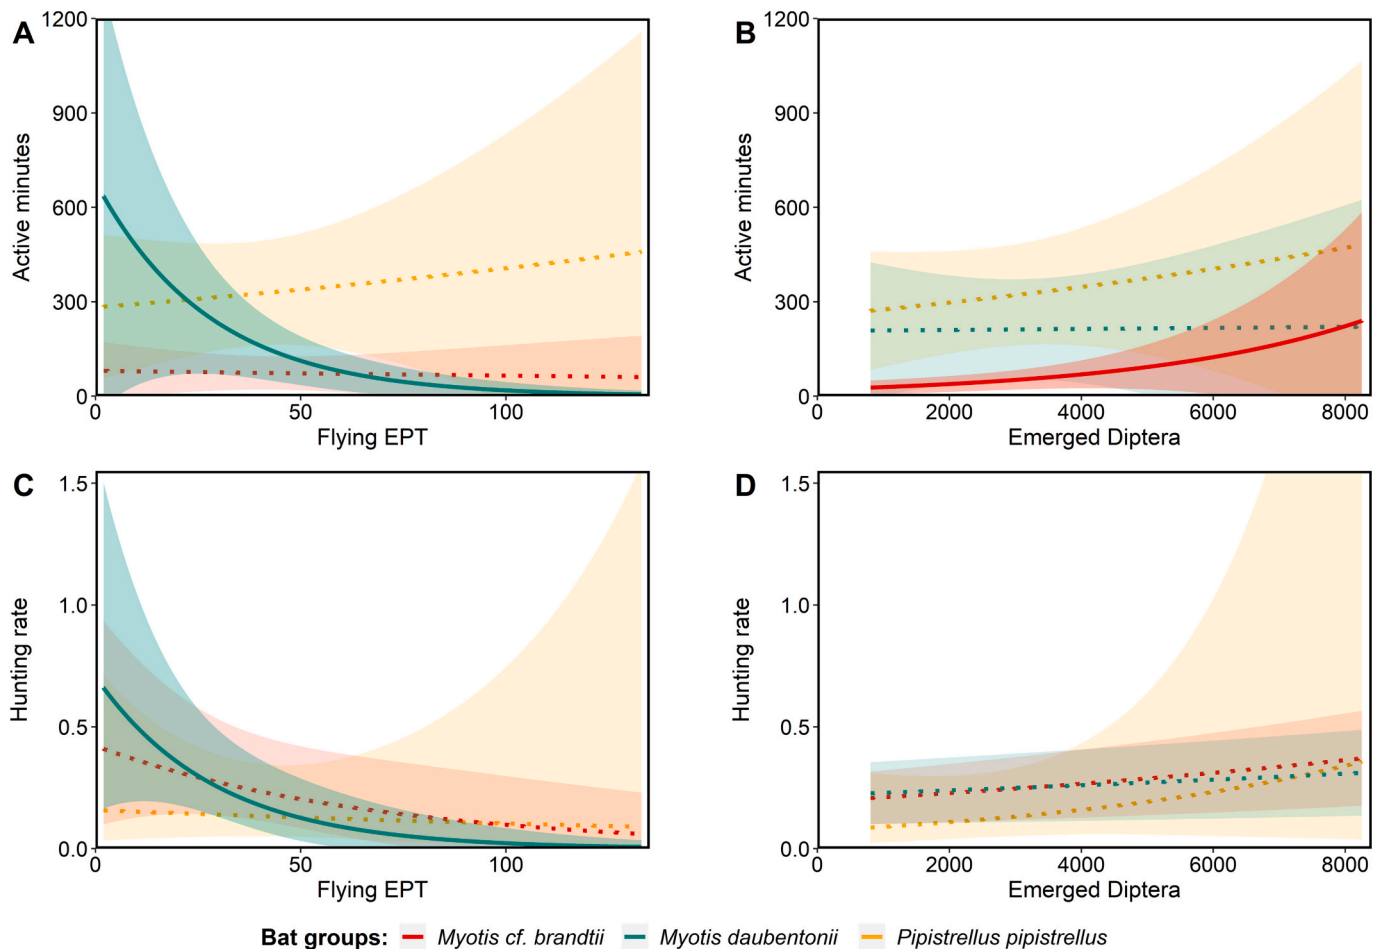 A
B
1200
900
600
300
0
Active minutes
0
50
100
Flying EPT
1200
900
600
300
0
Active minutes
0
2000
4000
6000
8000
Emerged Diptera
C
D
1.5
1.0
0.5
0.0
Hunting rate
0
50
100
Flying EPT
1.5
1.0
0.5
0.0
Hunting rate
0
2000
4000
6000
8000
Emerged Diptera
Bat groups: Myotis cf. brandtii Myotis daubentonii Pipistrellus pipistrellus